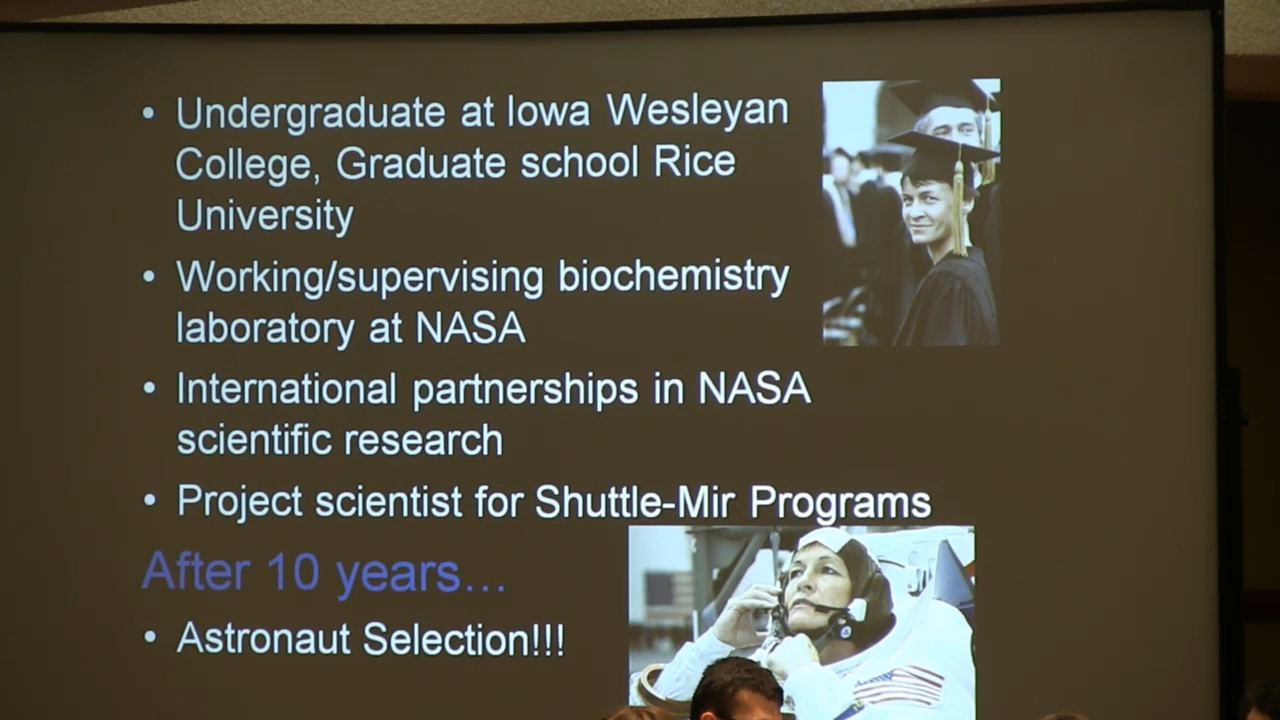 • Undergraduate at Iowa Wesleyan
College, Graduate school Rice
University
• Working/supervising biochemistry
laboratory at NASA
• International partnerships in NASA
scientific research
• Project scientist for Shuttle-Mir Programs
After 10 years...
• Astronaut Selection!!!